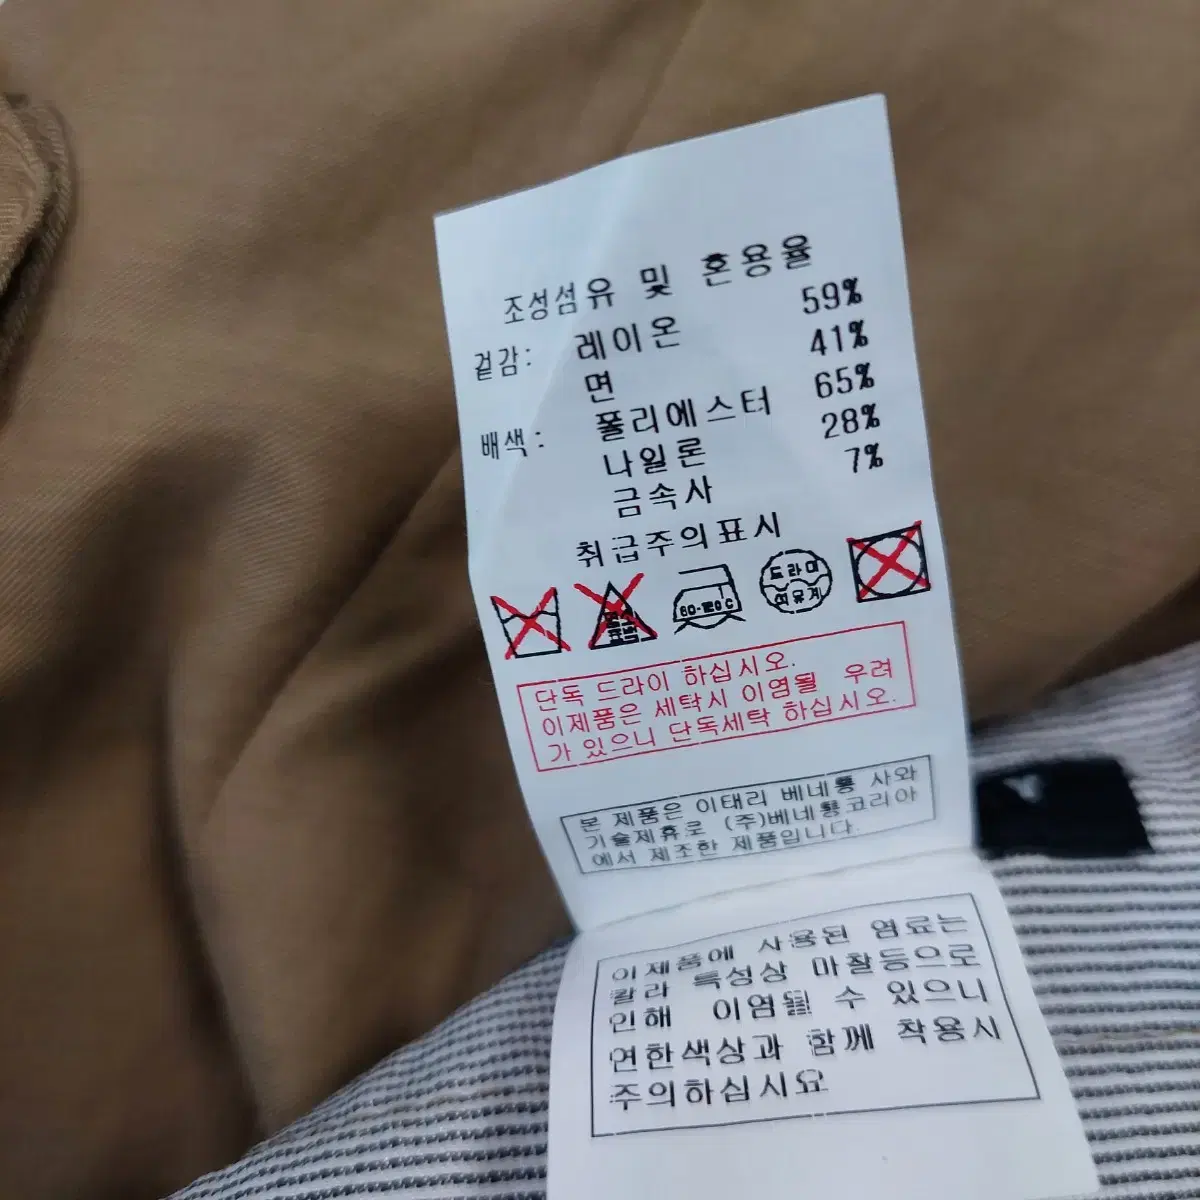 조성섬유 및 혼용율
겉감: 레이온 59%
면 41%
배색: 폴리에스터 65%
나일론 28%
금속사 7%
취급주의표시
염소
표백
60-120℃
드라이
석유계
단독 드라이 하십시오.
이제품은 세탁시 이염될 우려
가 있으니 단독세탁 하십시오.
본 제품은 이태리 베네통 사와
기술제휴로 (주)베네통코리아
에서 제조한 제품입니다.
이제품에 사용된 염료는
칼라 특성상 마찰등으로
인해 이염될 수 있으니
연한색상과 함께 착용시
주의하십시요